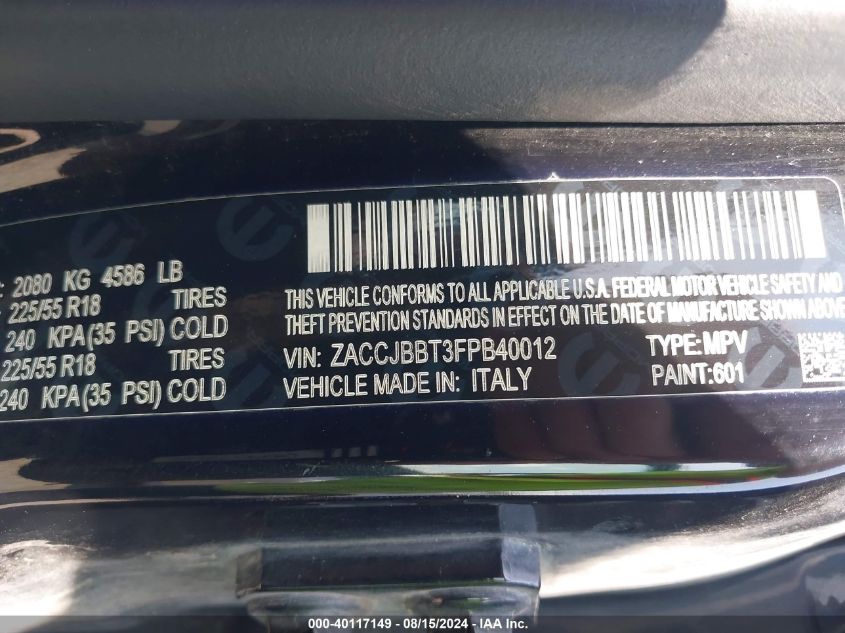 : 2080 KG 4586 LB
225/55 R18 TIRES
240 KPA(35 PSI) COLD
225/55 R18 TIRES
240 KPA(35 PSI) COLD
THIS VEHICLE CONFORMS TO ALL APPLICABLE U.S.A. FEDERAL MOTOR VEHICLE SAFETY AND
THEFT PREVENTION STANDARDS IN EFFECT ON THE DATE OF MANUFACTURE SHOWN ABOVE
VIN: ZACCJBBT3FPB40012 TYPE:MPV
VEHICLE MADE IN: ITALY PAINT:601
000-40117149 - 08/15/2024 - IAA Inc.